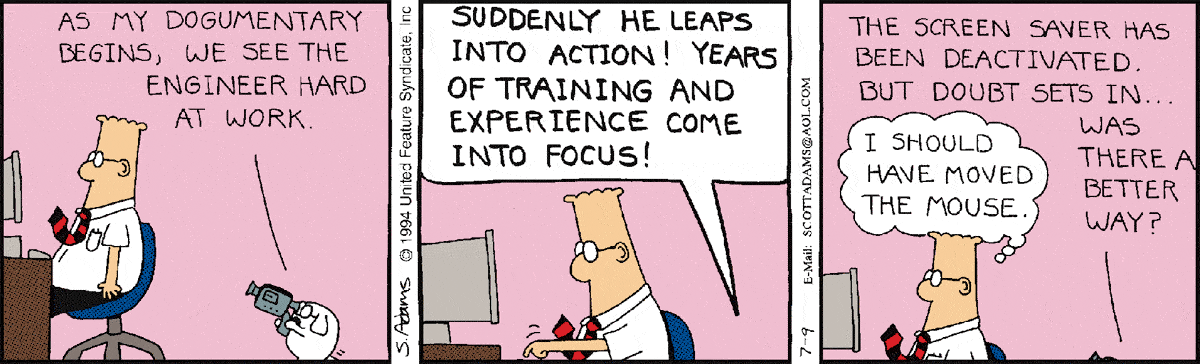 AS MY DOGUMENTARY
BEGINS, WE SEE THE
ENGINEER HARD
AT WORK.
S. Adams © 1994 United Feature Syndicate, Inc
SUDDENLY HE LEAPS
INTO ACTION! YEARS
OF TRAINING AND
EXPERIENCE COME
INTO FOCUS!
7-9 E-Mail: SCOTTADAMS@AOL.COM
THE SCREEN SAVER HAS
BEEN DEACTIVATED.
BUT DOUBT SETS IN...
WAS
THERE A
BETTER
WAY?
I SHOULD
HAVE MOVED
THE MOUSE.